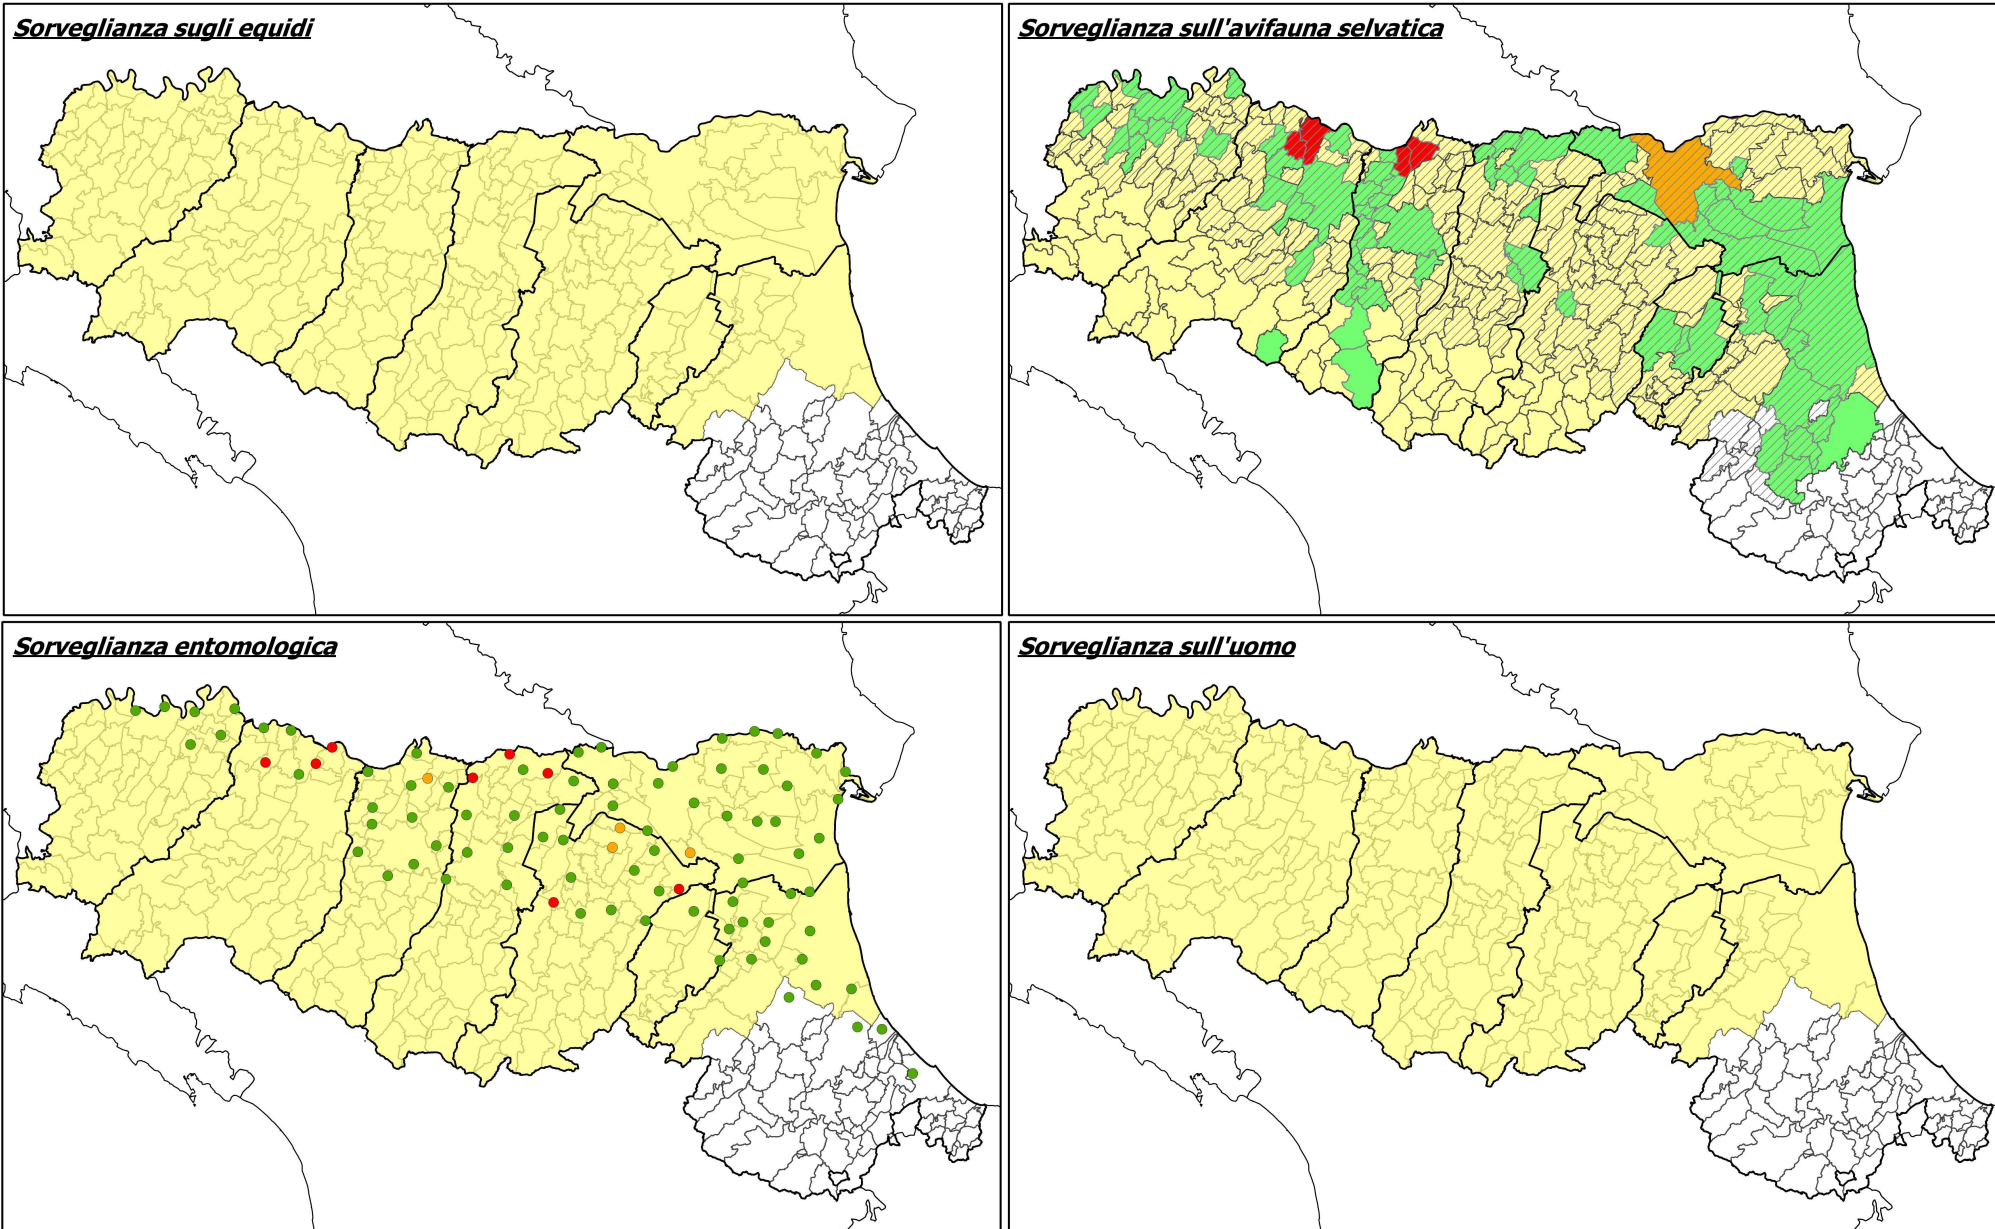 Sorveglianza sugli equidi
Sorveglianza sull'avifauna selvatica
Sorveglianza entomologica
Sorveglianza sull'uomo